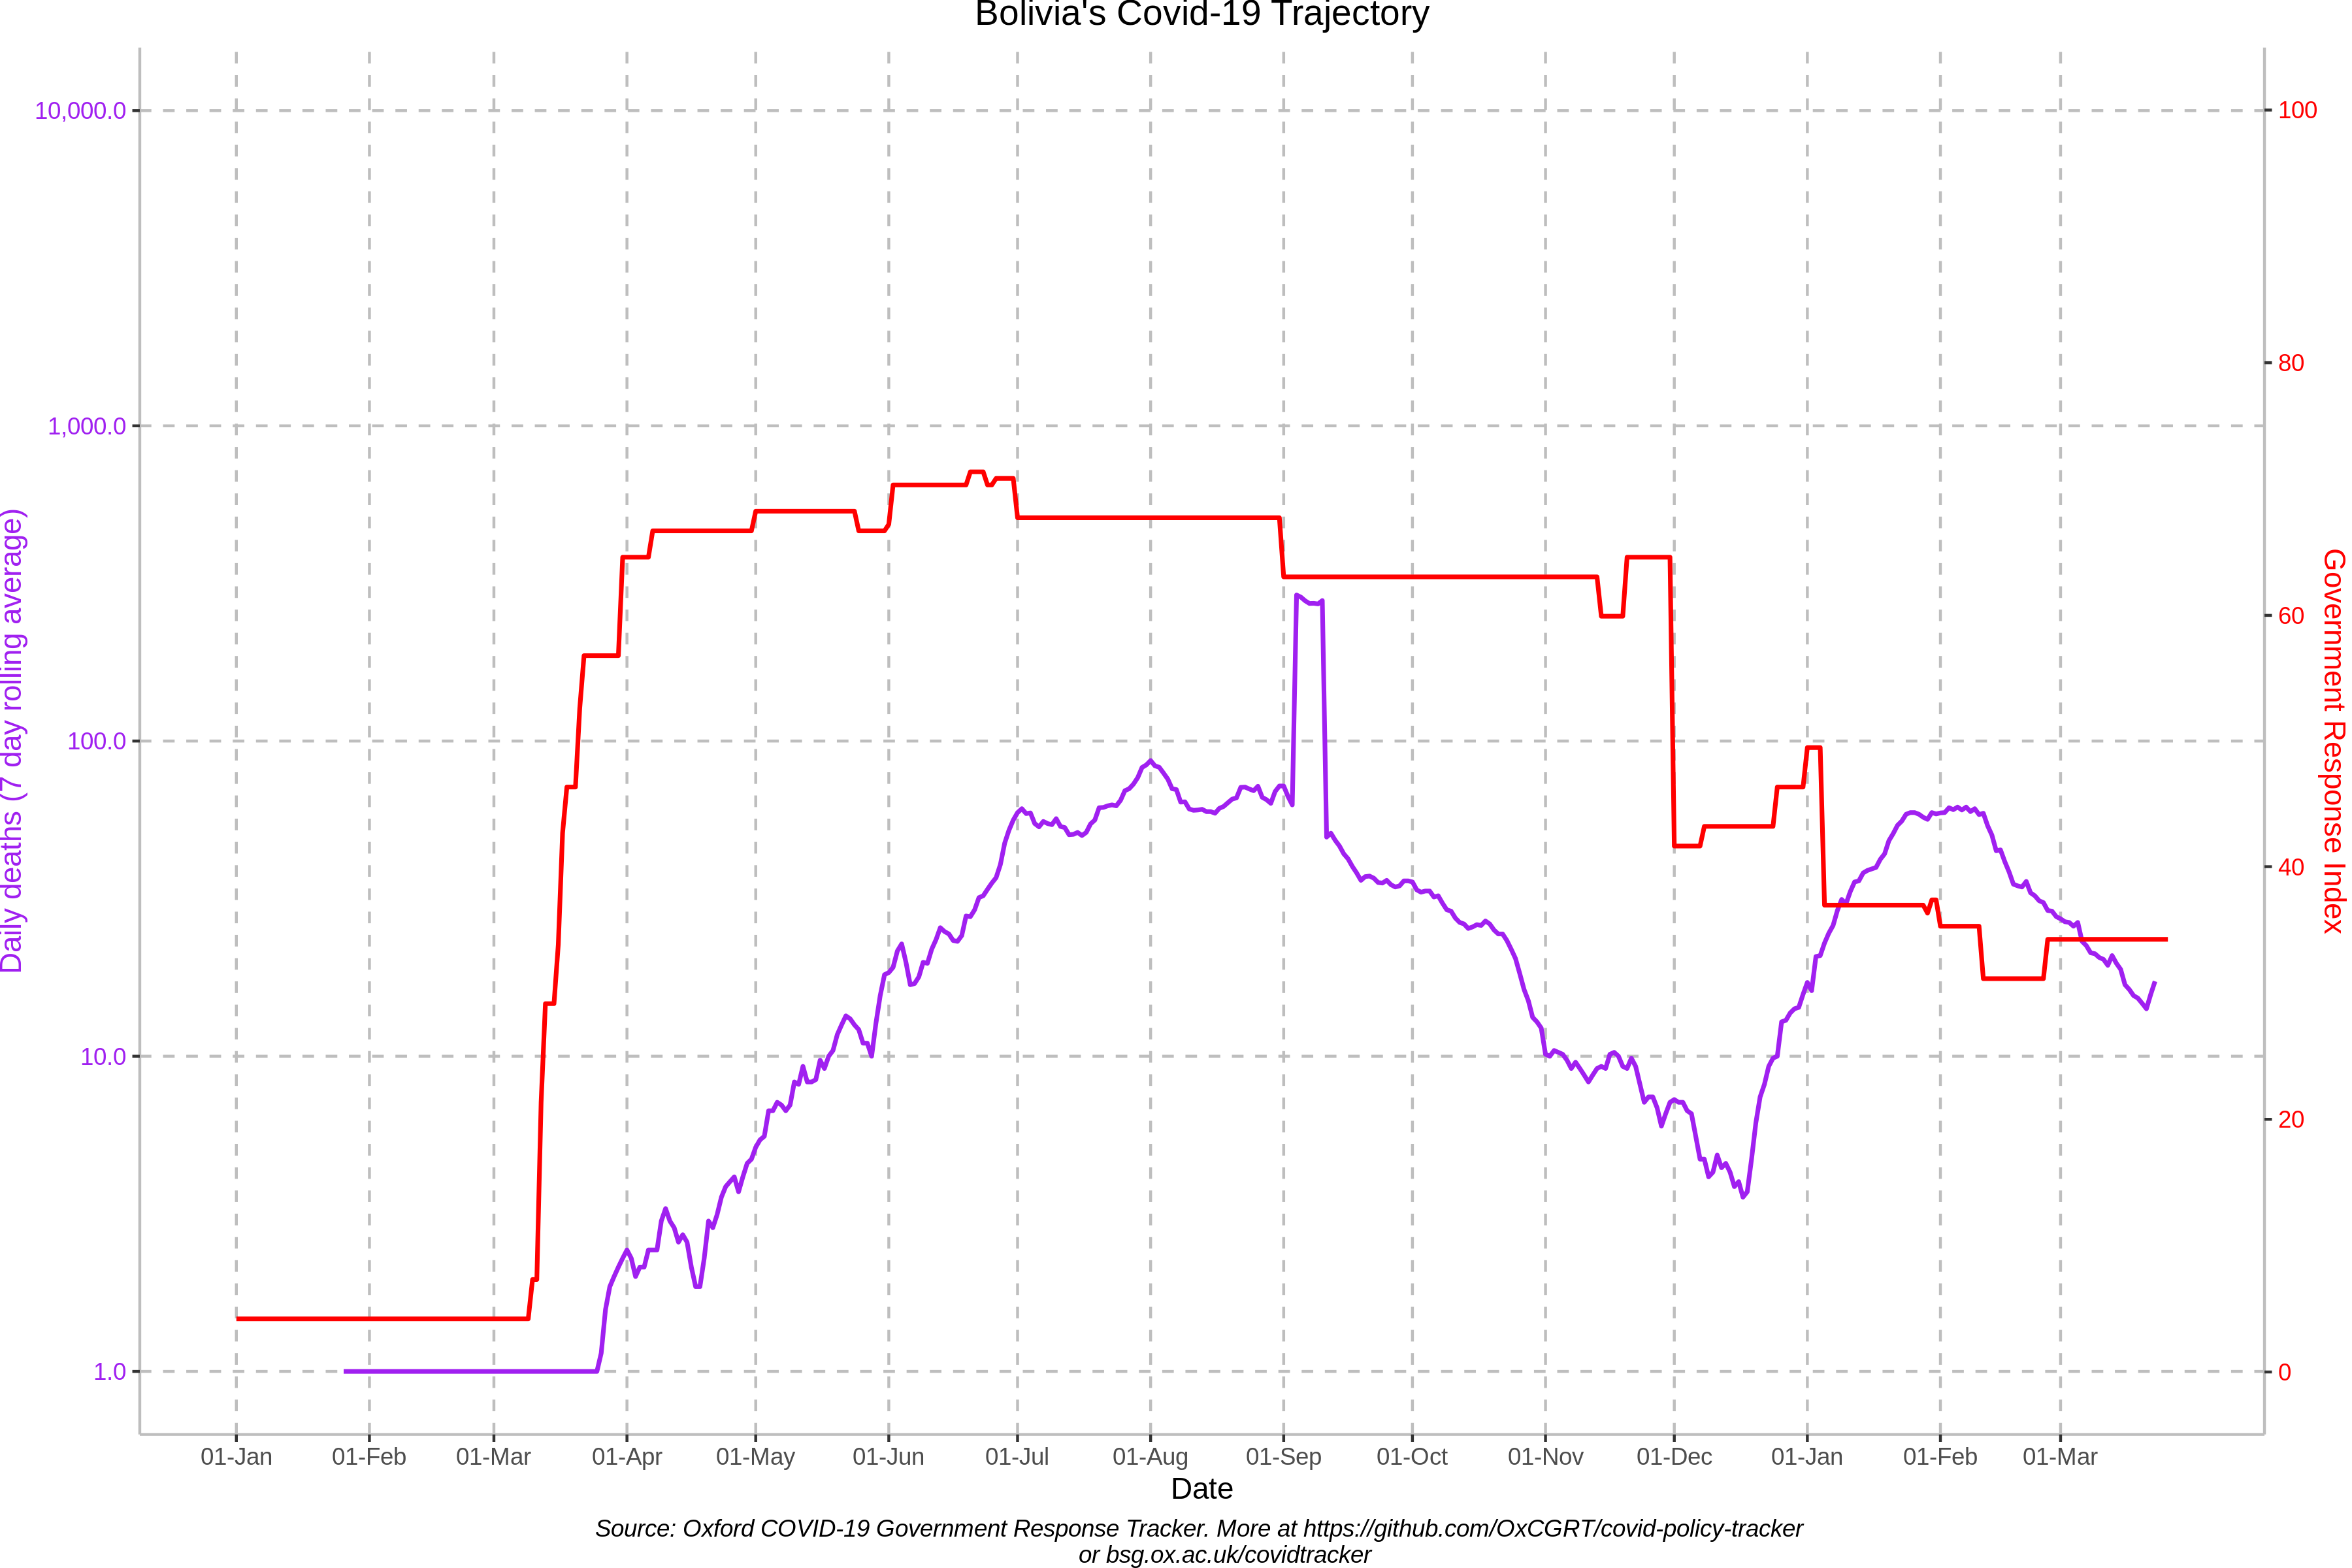 Bolivia's Covid-19 Trajectory
10,000.0
1,000.0
100.0
10.0
1.0
Daily deaths (7 day rolling average)
100
80
60
40
20
0
Government Response Index
01-Jan 01-Feb 01-Mar 01-Apr 01-May 01-Jun 01-Jul 01-Aug 01-Sep 01-Oct 01-Nov 01-Dec 01-Jan 01-Feb 01-Mar
Date
Source: Oxford COVID-19 Government Response Tracker. More at https://github.com/OxCGRT/covid-policy-tracker
or bsg.ox.ac.uk/covidtracker